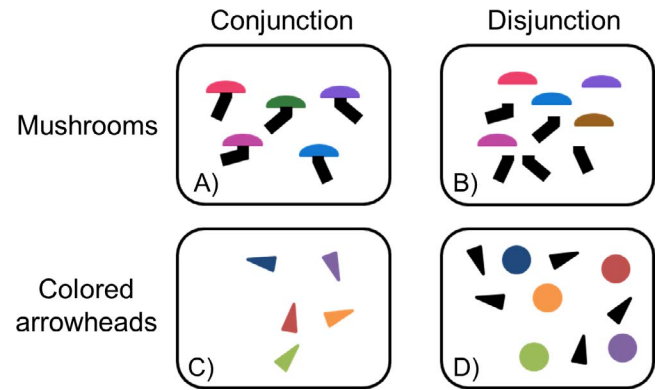 Conjunction
Disjunction
Mushrooms
A)
B)
Colored
arrowheads
C)
D)